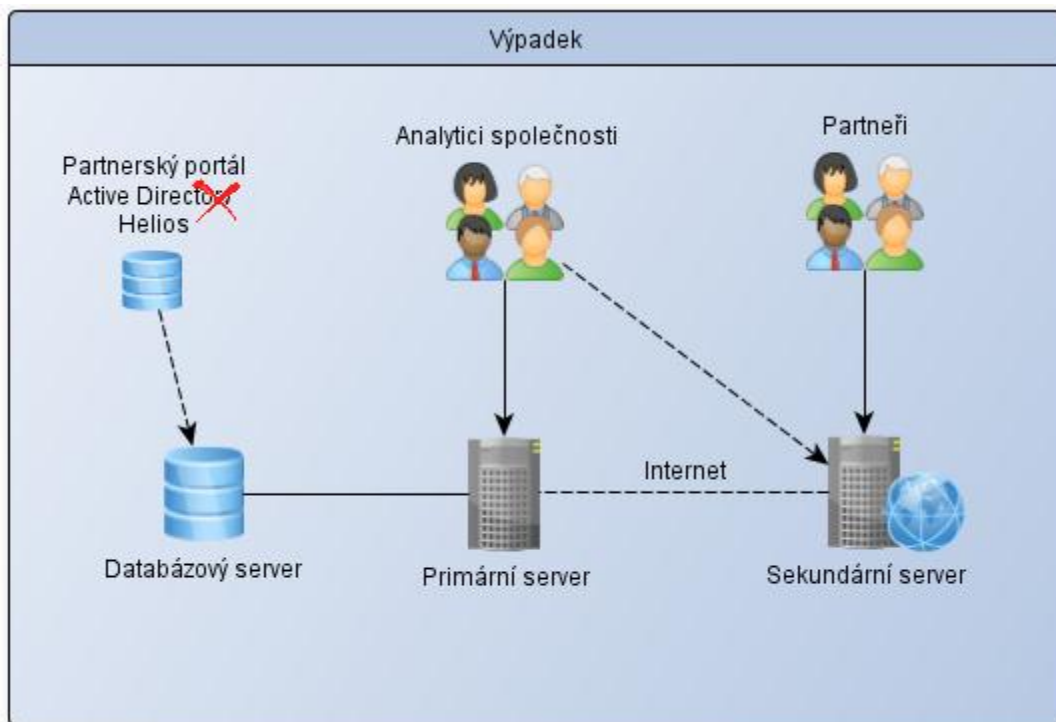 Výpadek
Partnerský portál
Active Directory
Helios
Analytici společnosti
Partneři
Internet
Databázový server
Primární server
Sekundární server